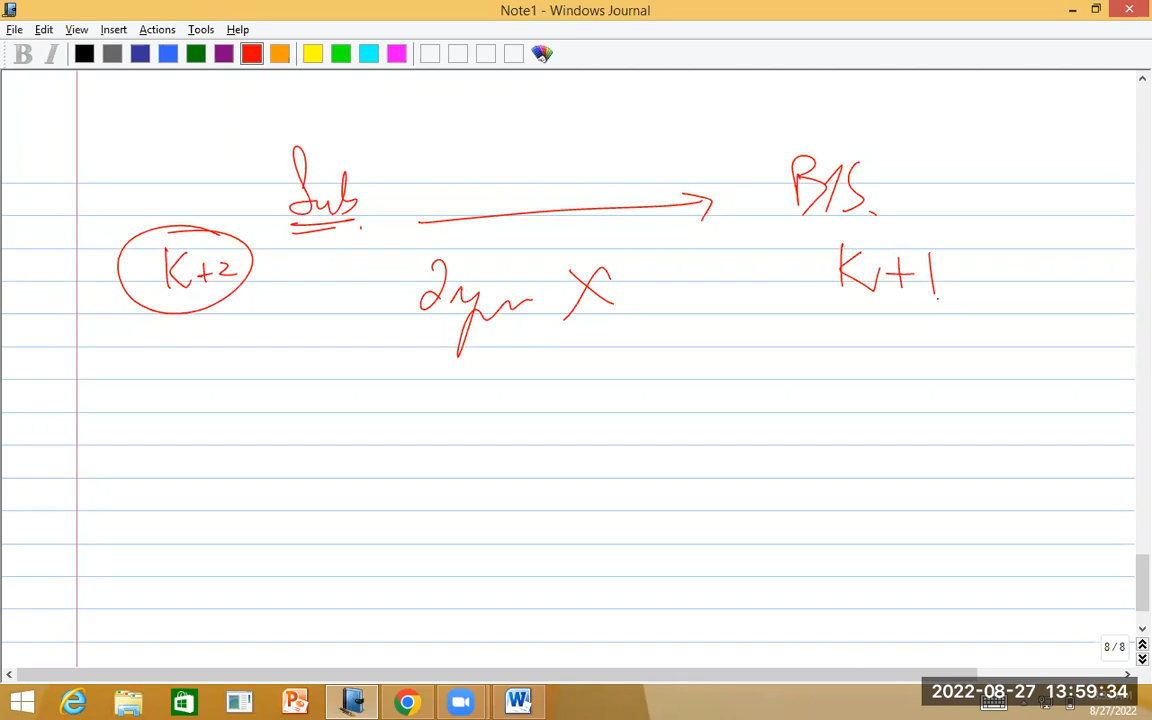 Note1 - Windows Journal
File Edit View Insert Actions Tools Help
B I
Sub B/S.
K+2 K+1
X
8/8
2022-08-27 13:59:34
8/27/2022